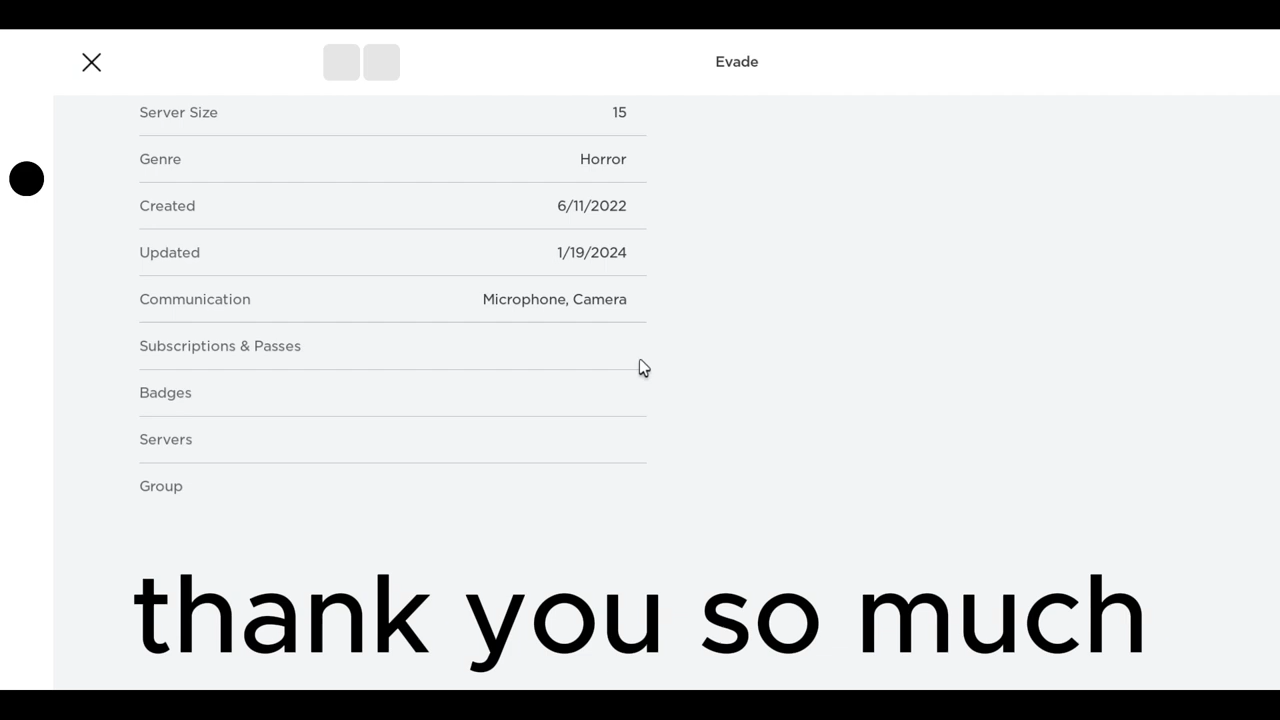 Evade
Server Size 15
Genre Horror
Created 6/11/2022
Updated 1/19/2024
Communication Microphone, Camera
Subscriptions & Passes
Badges
Servers
Group
thank you so much